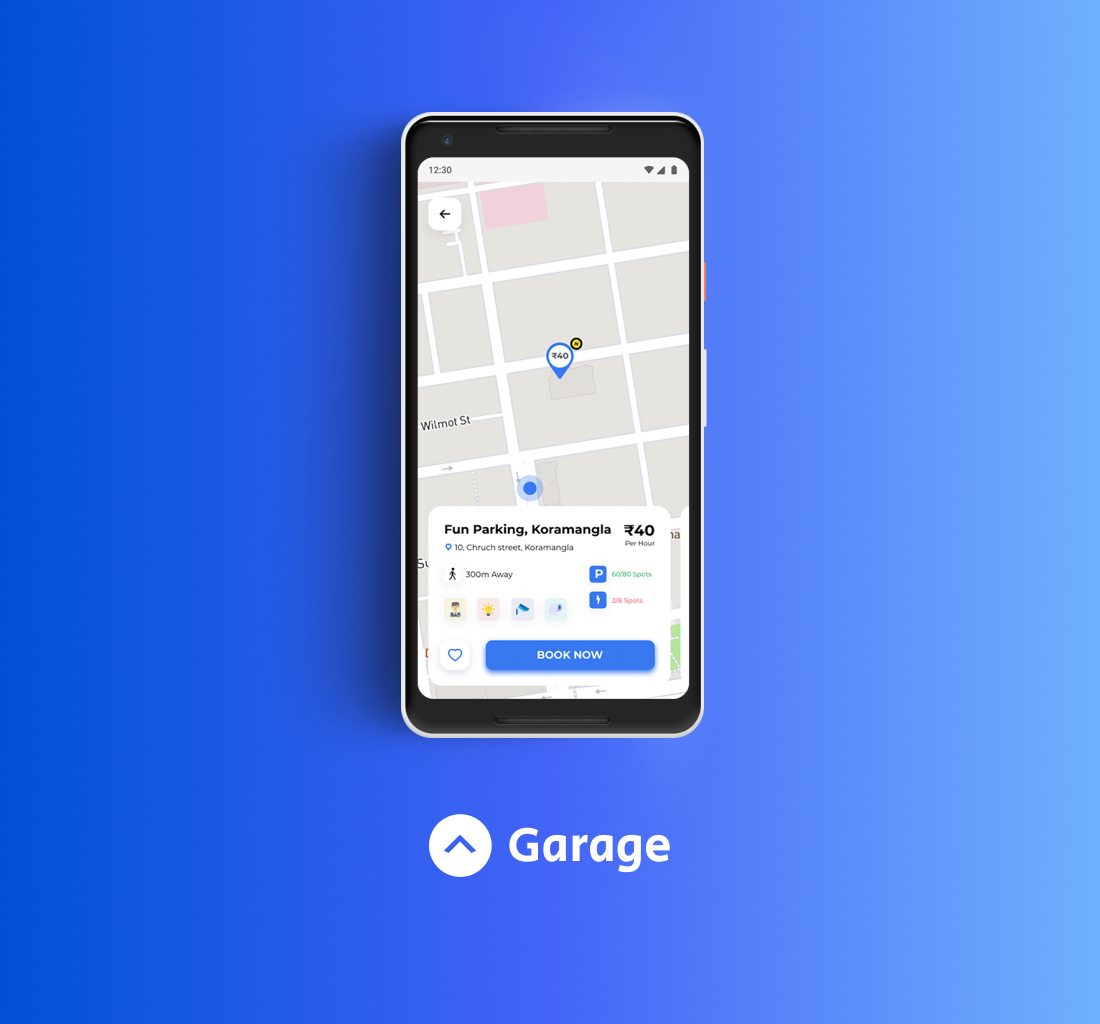 12:30
₹40
Wilmot St
Fun Parking, Koramangla
₹40
Per Hour
10, Chruch street, Koramangla
300m Away
P
60/80 Spots
2/8 Spots
BOOK NOW
Garage